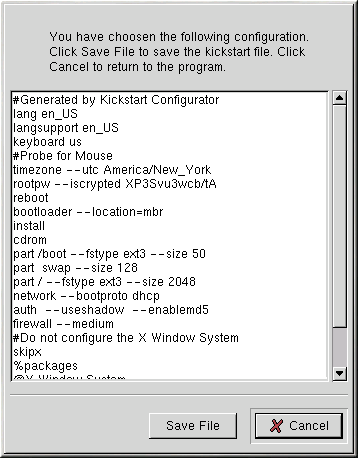 You have choosen the following configuration.
Click Save File to save the kickstart file. Click
Cancel to return to the program.
#Generated by Kickstart Configurator
lang en_US
langsupport en_US
keyboard us
#Probe for Mouse
timezone --utc America/New_York
rootpw --iscrypted XP3Svu3wcb/tA
reboot
bootloader --location=mbr
install
cdrom
part /boot --fstype ext3 --size 50
part  swap --size 128
part / --fstype ext3 --size 2048
network --bootproto dhcp
auth  --useshadow  --enablemd5
firewall --medium
#Do not configure the X Window System
skipx
%packages
@X Window System
Save File
Cancel